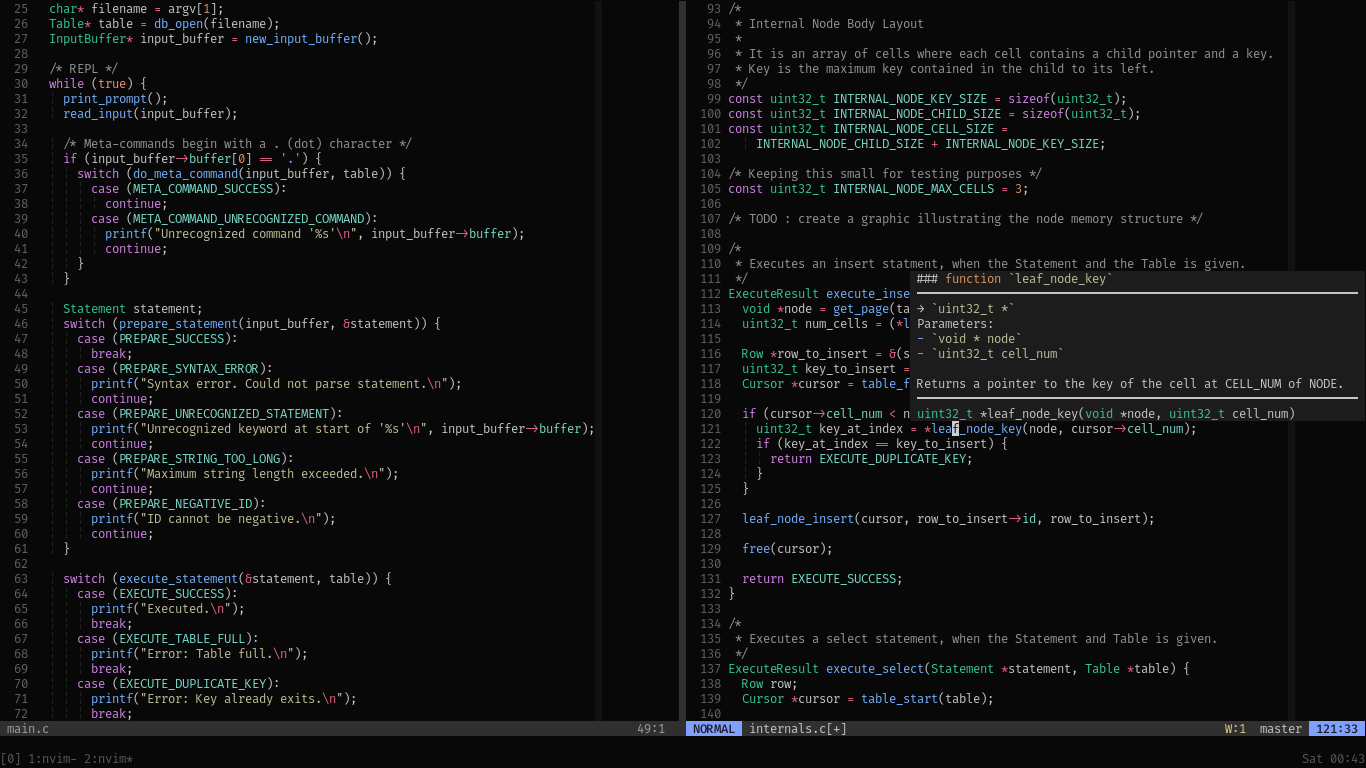 25   char* filename = argv[1];
26   Table* table = db_open(filename);
27   InputBuffer* input_buffer = new_input_buffer();
28
29   /* REPL */
30   while (true) {
31     print_prompt();
32     read_input(input_buffer);
33
34     /* Meta-commands begin with a . (dot) character */
35     if (input_buffer->buffer[0] == '.') {
36       switch (do_meta_command(input_buffer, table)) {
37         case (META_COMMAND_SUCCESS):
38           continue;
39         case (META_COMMAND_UNRECOGNIZED_COMMAND):
40           printf("Unrecognized command '%s'\n", input_buffer->buffer);
41           continue;
42       }
43     }
44
45     Statement statement;
46     switch (prepare_statement(input_buffer, &statement)) {
47       case (PREPARE_SUCCESS):
48         break;
49       case (PREPARE_SYNTAX_ERROR):
50         printf("Syntax error. Could not parse statement.\n");
51         continue;
52       case (PREPARE_UNRECOGNIZED_STATEMENT):
53         printf("Unrecognized keyword at start of '%s'\n", input_buffer->buffer);
54         continue;
55       case (PREPARE_STRING_TOO_LONG):
56         printf("Maximum string length exceeded.\n");
57         continue;
58       case (PREPARE_NEGATIVE_ID):
59         printf("ID cannot be negative.\n");
60         continue;
61     }
62
63     switch (execute_statement(&statement, table)) {
64       case (EXECUTE_SUCCESS):
65         printf("Executed.\n");
66         break;
67       case (EXECUTE_TABLE_FULL):
68         printf("Error: Table full.\n");
69         break;
70       case (EXECUTE_DUPLICATE_KEY):
71         printf("Error: Key already exits.\n");
72         break;
main.c 49:1
93 /*
94  * Internal Node Body Layout
95  *
96  * It is an array of cells where each cell contains a child pointer and a key.
97  * Key is the maximum key contained in the child to its left.
98  */
99 const uint32_t INTERNAL_NODE_KEY_SIZE = sizeof(uint32_t);
100 const uint32_t INTERNAL_NODE_CHILD_SIZE = sizeof(uint32_t);
101 const uint32_t INTERNAL_NODE_CELL_SIZE =
102     INTERNAL_NODE_CHILD_SIZE + INTERNAL_NODE_KEY_SIZE;
103
104 /* Keeping this small for testing purposes */
105 const uint32_t INTERNAL_NODE_MAX_CELLS = 3;
106
107 /* TODO : create a graphic illustrating the node memory structure */
108
109 /*
110  * Executes an insert statment, when the Statement and the Table is given.
111  */
112 ExecuteResult execute_inse
113   void *node = get_page(ta
114   uint32_t num_cells = (*l
115
116   Row *row_to_insert = &(s
117   uint32_t key_to_insert =
118   Cursor *cursor = table_f
119
120   if (cursor->cell_num < n
### function `leaf_node_key`
→ `uint32_t *`
Parameters:
- `void * node`
- `uint32_t cell_num`
Returns a pointer to the key of the cell at CELL_NUM of NODE.
uint32_t *leaf_node_key(void *node, uint32_t cell_num)
121     uint32_t key_at_index = *leaf_node_key(node, cursor->cell_num);
122     if (key_at_index == key_to_insert) {
123       return EXECUTE_DUPLICATE_KEY;
124     }
125   }
126
127   leaf_node_insert(cursor, row_to_insert->id, row_to_insert);
128
129   free(cursor);
130
131   return EXECUTE_SUCCESS;
132 }
133
134 /*
135  * Executes a select statement, when the Statement and Table is given.
136  */
137 ExecuteResult execute_select(Statement *statement, Table *table) {
138   Row row;
139   Cursor *cursor = table_start(table);
140
NORMAL internals.c[+] W:1 master 121:33
[0] 1:nvim- 2:nvim* Sat 00:43